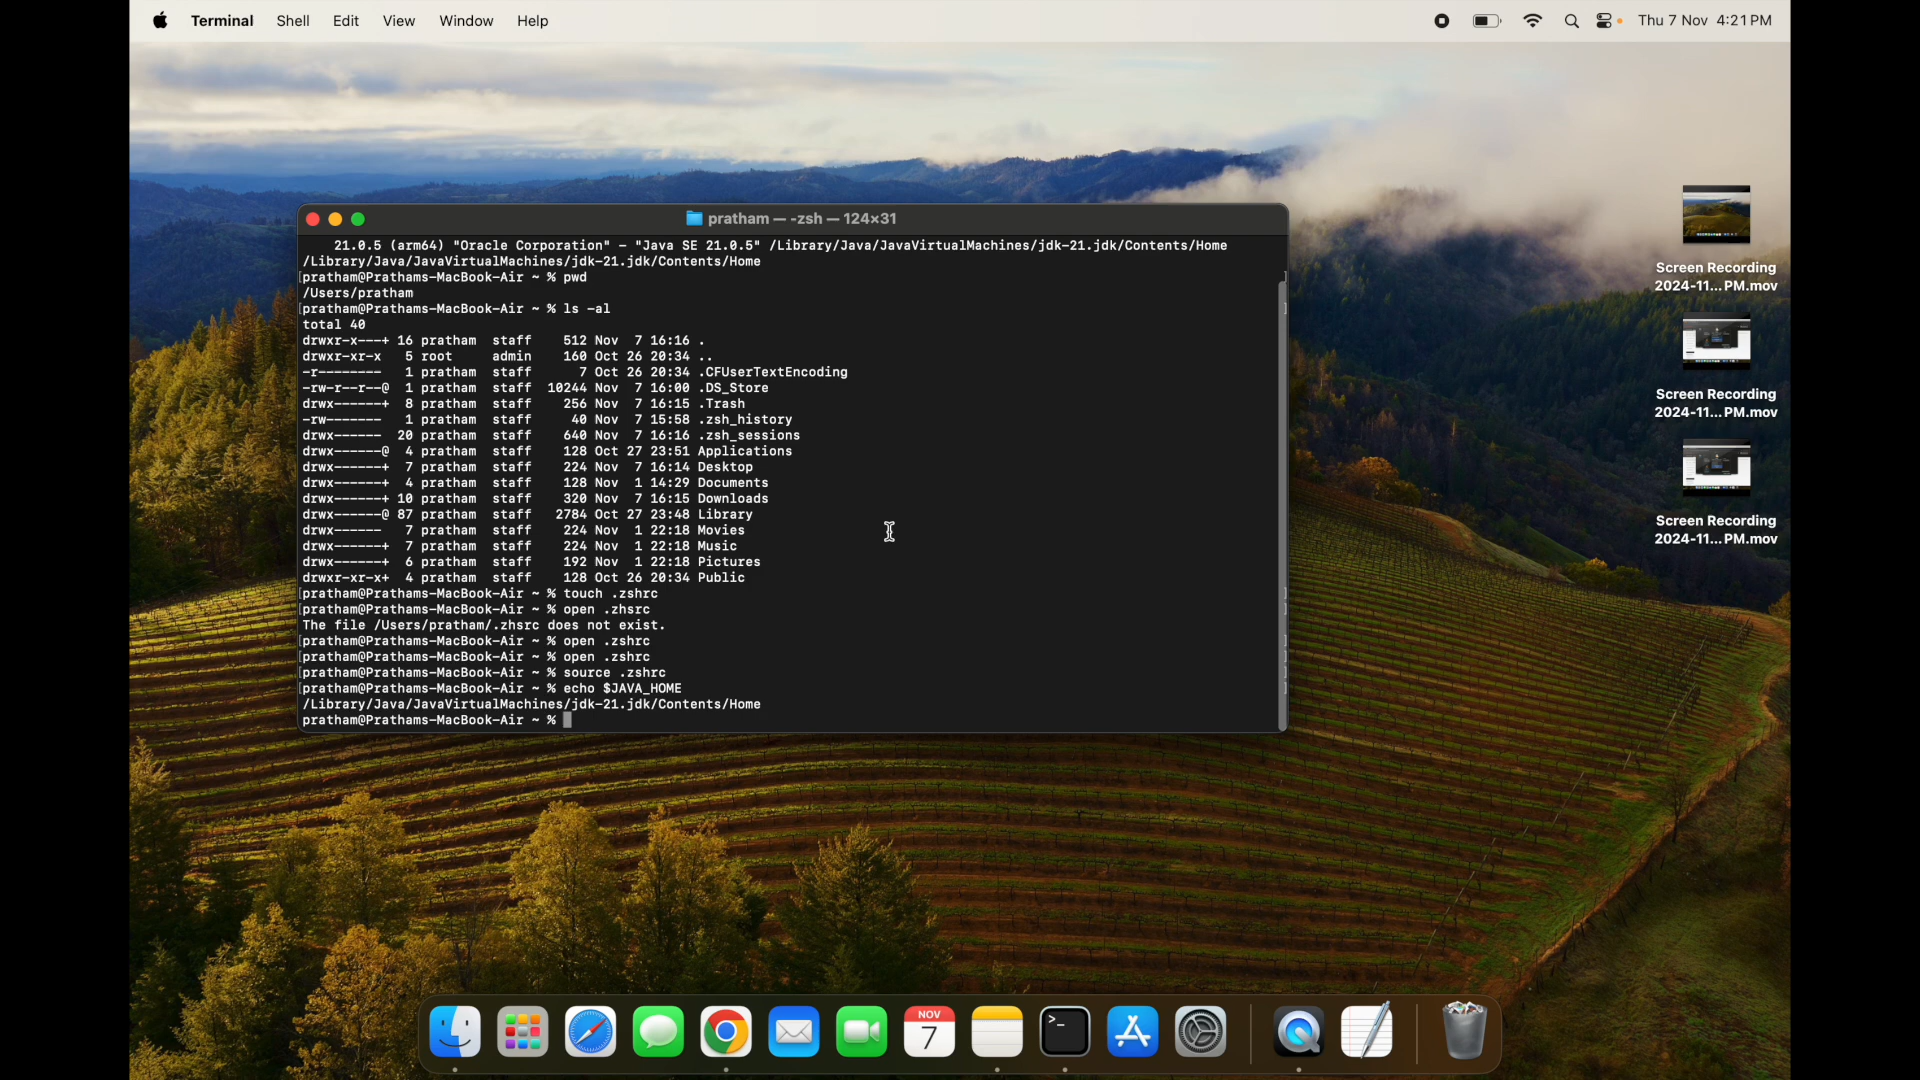 Terminal Shell Edit View Window Help Thu 7 Nov 4:21 PM
pratham — -zsh — 124×31
21.0.5 (arm64) "Oracle Corporation" - "Java SE 21.0.5" /Library/Java/JavaVirtualMachines/jdk-21.jdk/Contents/Home
/Library/Java/JavaVirtualMachines/jdk-21.jdk/Contents/Home
[pratham@Prathams-MacBook-Air ~ % pwd ]
/Users/pratham
[pratham@Prathams-MacBook-Air ~ % ls -al ]
total 40
drwxr-x---+ 16 pratham  staff    512 Nov  7 16:16 .
drwxr-xr-x   5 root     admin    160 Oct 26 20:34 ..
-r--------   1 pratham  staff      7 Oct 26 20:34 .CFUserTextEncoding
-rw-r--r--@  1 pratham  staff  10244 Nov  7 16:00 .DS_Store
drwx------+  8 pratham  staff    256 Nov  7 16:15 .Trash
-rw-------   1 pratham  staff     40 Nov  7 15:58 .zsh_history
drwx------  20 pratham  staff    640 Nov  7 16:16 .zsh_sessions
drwx------@  4 pratham  staff    128 Oct 27 23:51 Applications
drwx------+  7 pratham  staff    224 Nov  7 16:14 Desktop
drwx------+  4 pratham  staff    128 Nov  1 14:29 Documents
drwx------+ 10 pratham  staff    320 Nov  7 16:15 Downloads
drwx------@ 87 pratham  staff   2784 Oct 27 23:48 Library
drwx------   7 pratham  staff    224 Nov  1 22:18 Movies
drwx------+  7 pratham  staff    224 Nov  1 22:18 Music
drwx------+  6 pratham  staff    192 Nov  1 22:18 Pictures
drwxr-xr-x+  4 pratham  staff    128 Oct 26 20:34 Public
[pratham@Prathams-MacBook-Air ~ % touch .zshrc ]
[pratham@Prathams-MacBook-Air ~ % open .zhsrc ]
The file /Users/pratham/.zhsrc does not exist.
[pratham@Prathams-MacBook-Air ~ % open .zshrc ]
[pratham@Prathams-MacBook-Air ~ % open .zshrc ]
[pratham@Prathams-MacBook-Air ~ % source .zshrc ]
[pratham@Prathams-MacBook-Air ~ % echo $JAVA_HOME ]
/Library/Java/JavaVirtualMachines/jdk-21.jdk/Contents/Home
pratham@Prathams-MacBook-Air ~ %
Screen Recording
2024-11...PM.mov
Screen Recording
2024-11...PM.mov
Screen Recording
2024-11...PM.mov
NOV
7
>_